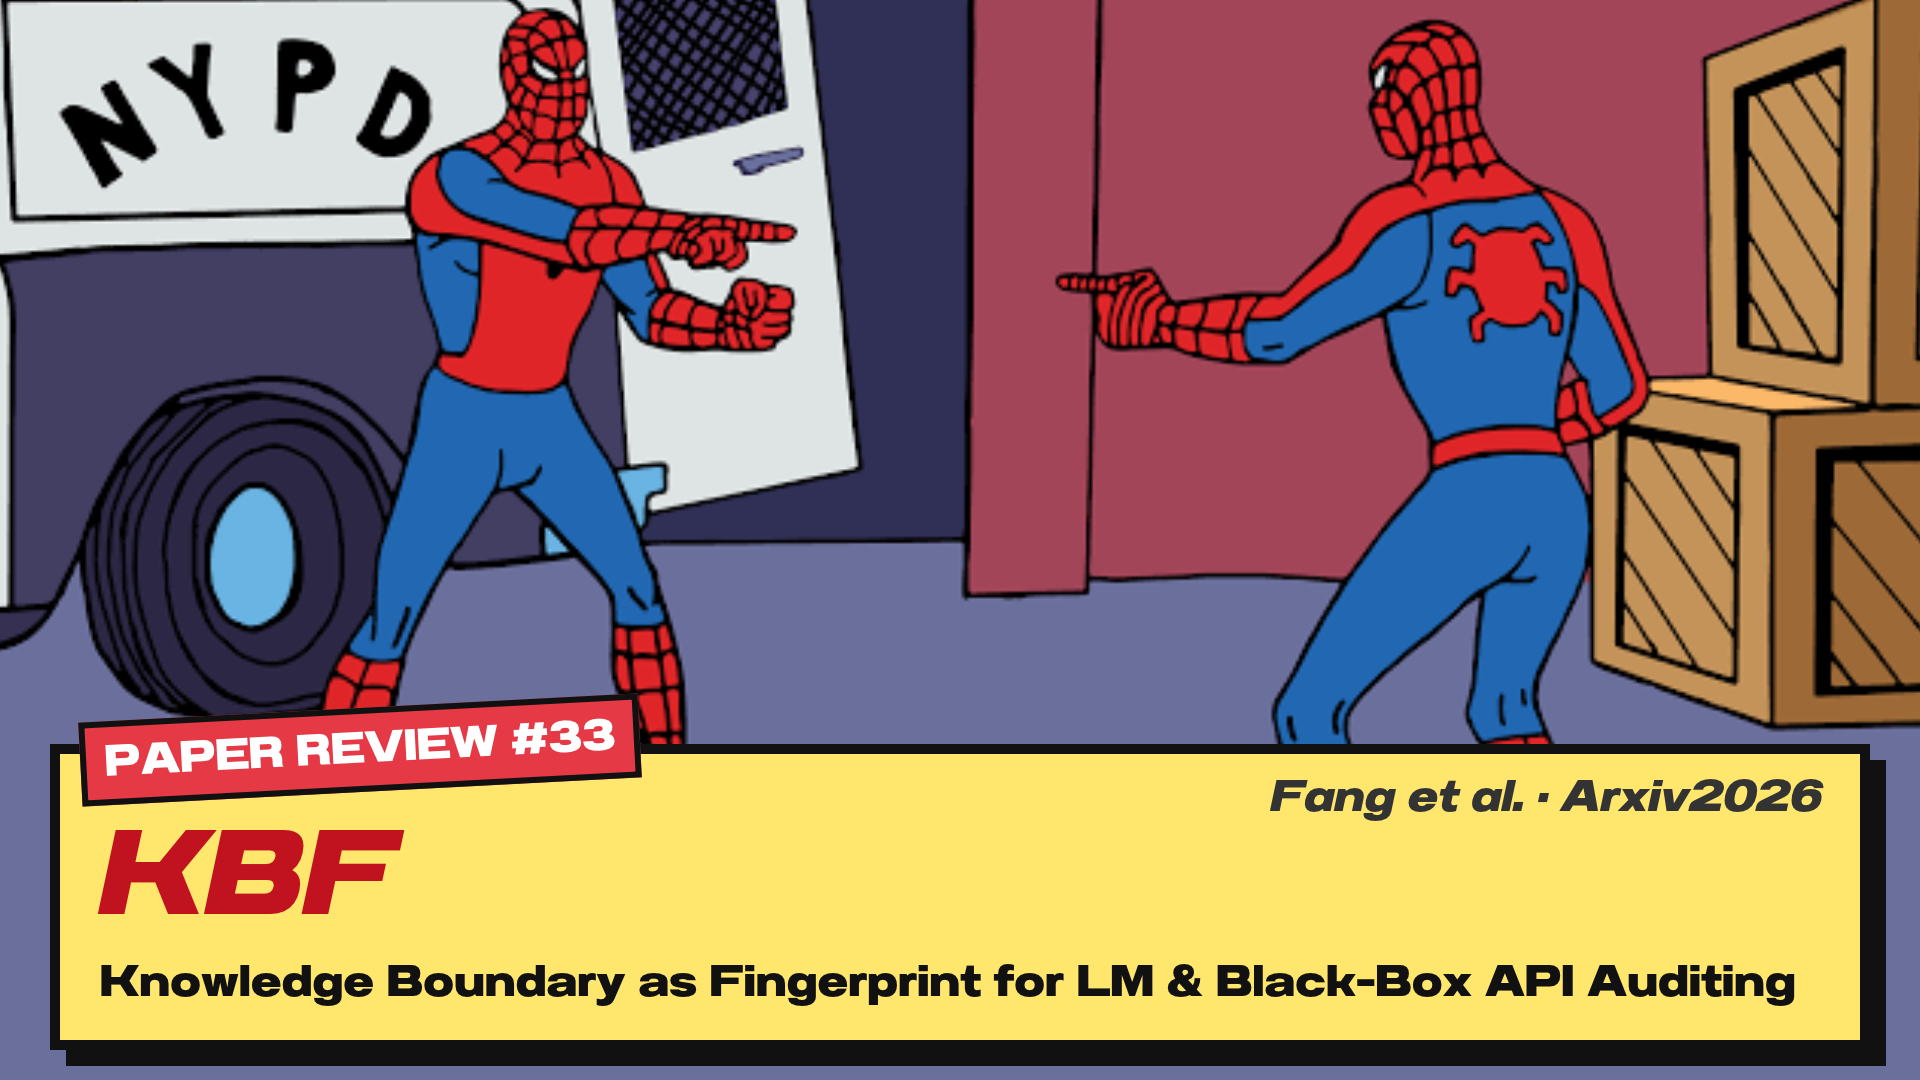 NYPD
PAPER REVIEW #33
Fang et al. · Arxiv2026
KBF
Knowledge Boundary as Fingerprint for LM & Black-Box API Auditing